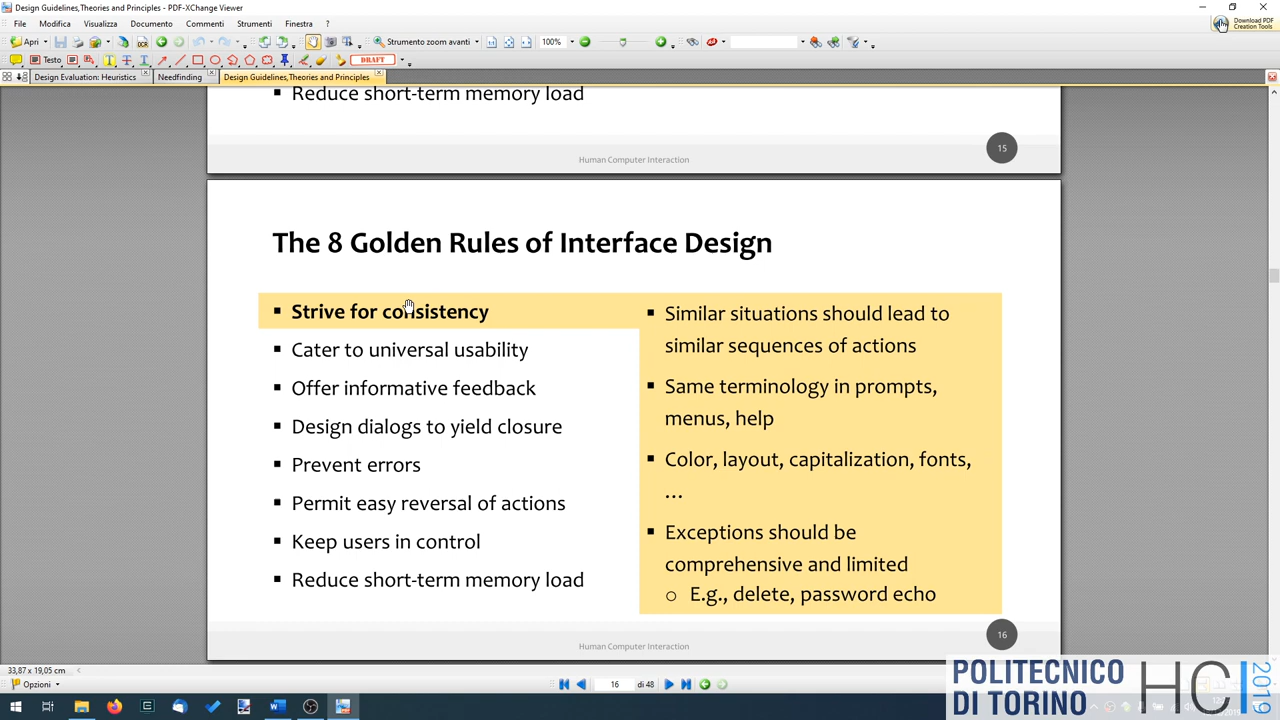 Design Guidelines,Theories and Principles - PDF-XChange Viewer
File Modifica Visualizza Documento Commenti Strumenti Finestra ?
Download PDF
Creation Tools
Apri
OCR
Strumento zoom avanti
100%
Testo
DRAFT
Design Evaluation: Heuristics
Needfinding
Design Guidelines,Theories and Principles
▪ Reduce short-term memory load
Human Computer Interaction
15
The 8 Golden Rules of Interface Design
▪ Strive for consistency
▪ Cater to universal usability
▪ Offer informative feedback
▪ Design dialogs to yield closure
▪ Prevent errors
▪ Permit easy reversal of actions
▪ Keep users in control
▪ Reduce short-term memory load
▪ Similar situations should lead to
similar sequences of actions
▪ Same terminology in prompts,
menus, help
▪ Color, layout, capitalization, fonts,
…
▪ Exceptions should be
comprehensive and limited
o E.g., delete, password echo
Human Computer Interaction
16
33,87 x 19,05 cm
Opzioni
16 di 48
POLITECNICO
DI TORINO
HCI
2019